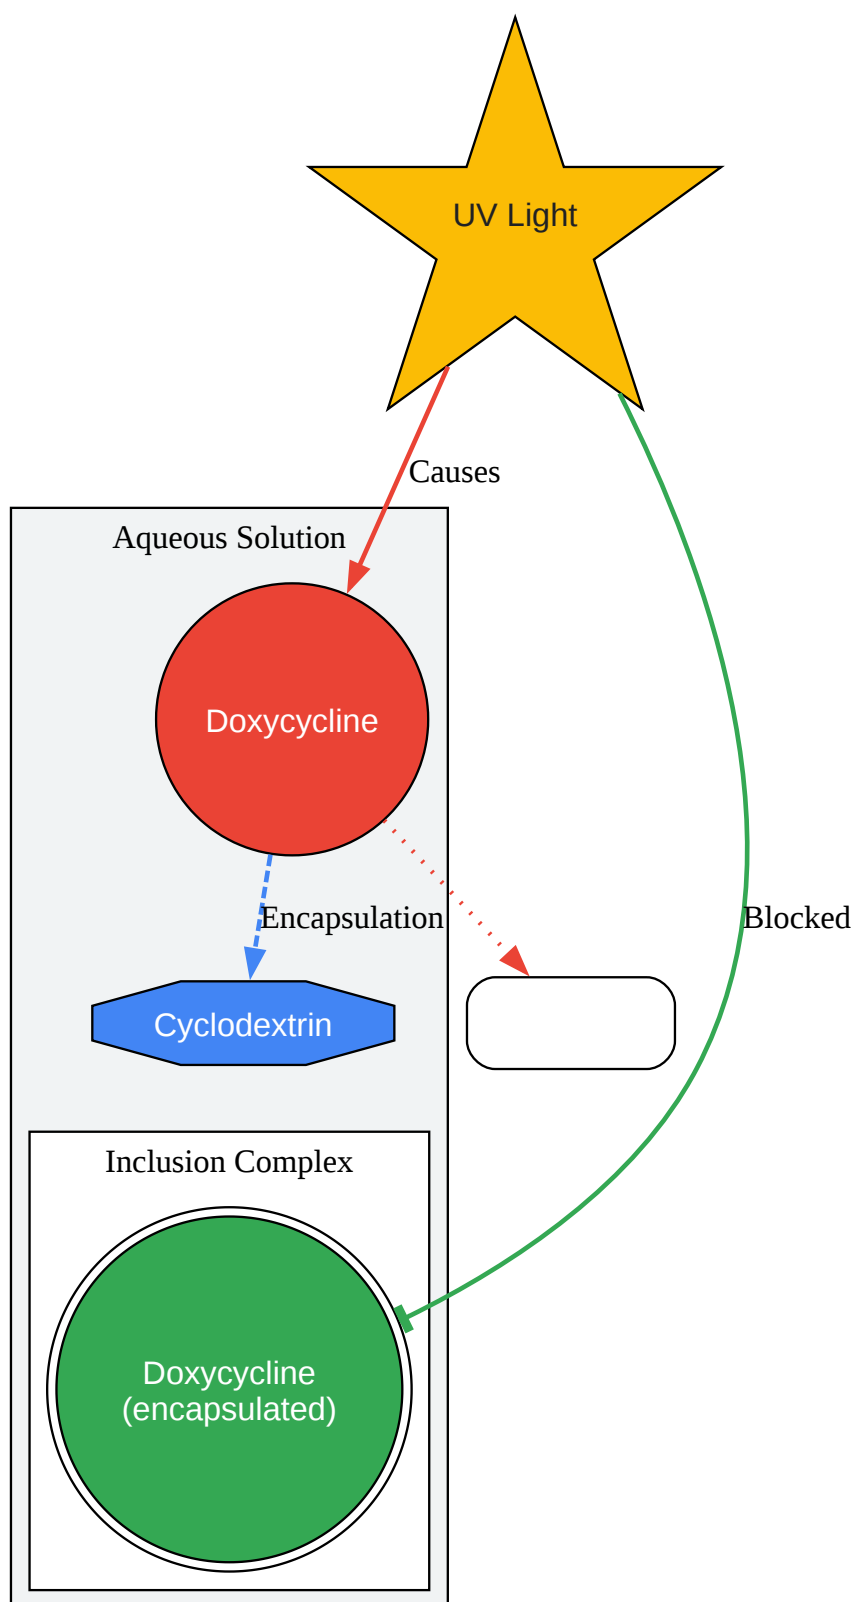 UV Light
Causes
Aqueous Solution
Doxycycline
Encapsulation
Blocked
Cyclodextrin
Inclusion Complex
Doxycycline
(encapsulated)